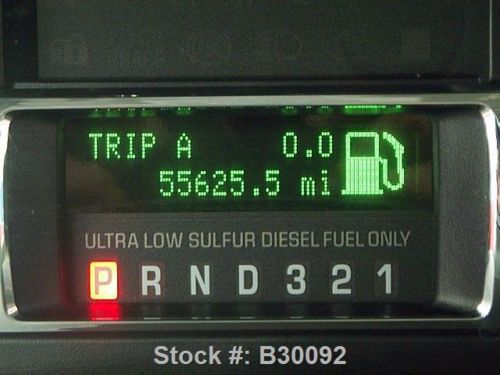 TRIP A 0.0
55625.5 mi
ULTRA LOW SULFUR DIESEL FUEL ONLY
P R N D 3 2 1
Stock #: B30092